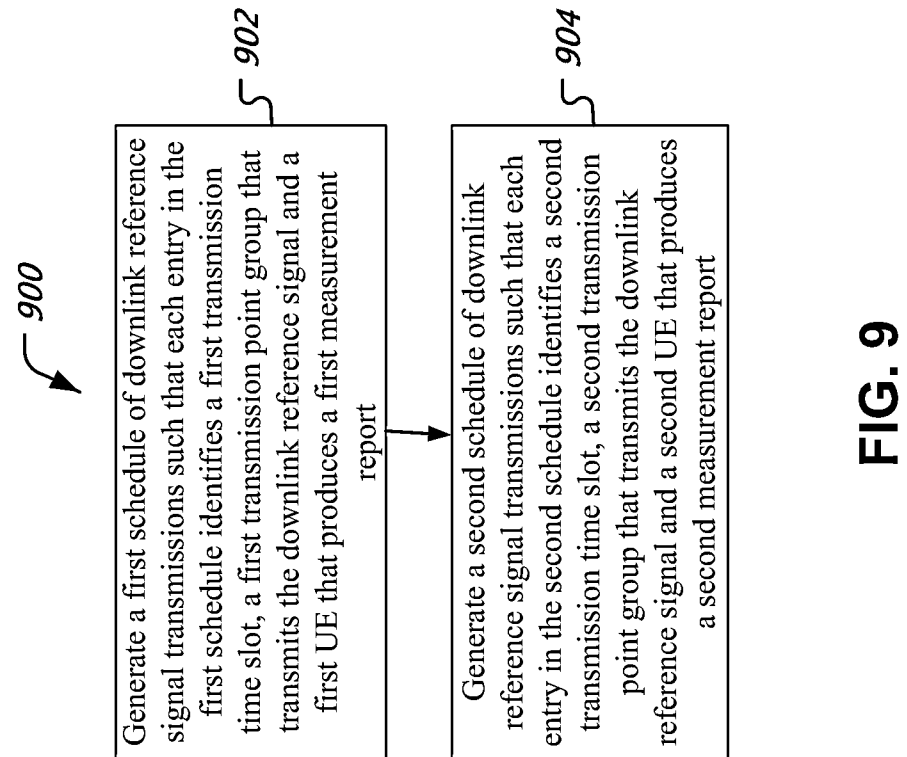 900
902
Generate a first schedule of downlink reference
signal transmissions such that each entry in the
first schedule identifies a first transmission
time slot, a first transmission point group that
transmits the downlink reference signal and a
first UE that produces a first measurement
report
904
Generate a second schedule of downlink
reference signal transmissions such that each
entry in the second schedule identifies a second
transmission time slot, a second transmission
point group that transmits the downlink
reference signal and a second UE that produces
a second measurement report
FIG. 9